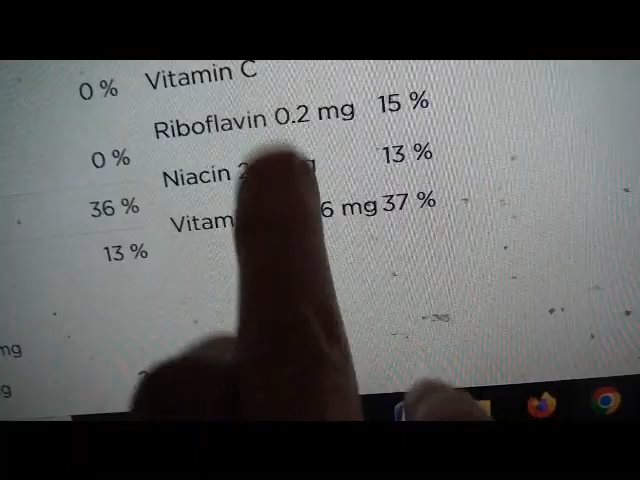 0 % Vitamin C
Riboflavin 0.2 mg 15 %
0 % Niacin 13 %
36 % 6 mg 37 %
13 %
mg
g